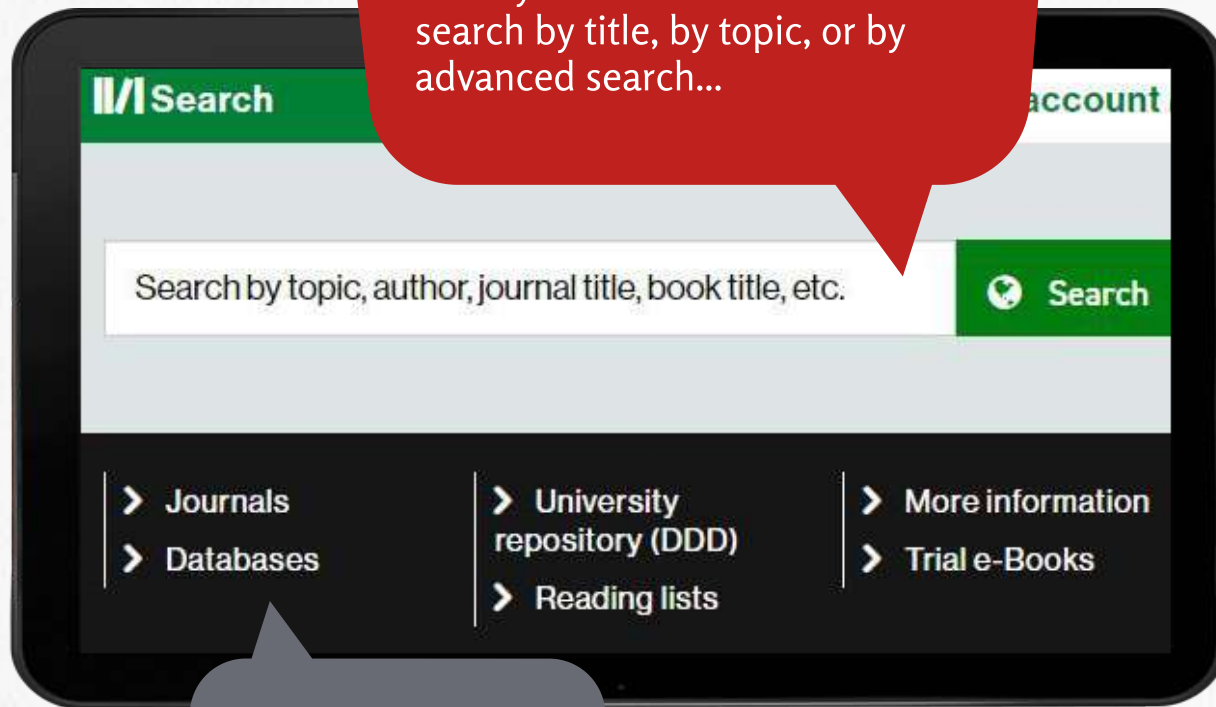 search by title, by topic, or by
advanced search...
Search
account
Search by topic, author, journal title, book title, etc.
Search
Journals
Databases
University
repository (DDD)
Reading lists
More information
Trial e-Books